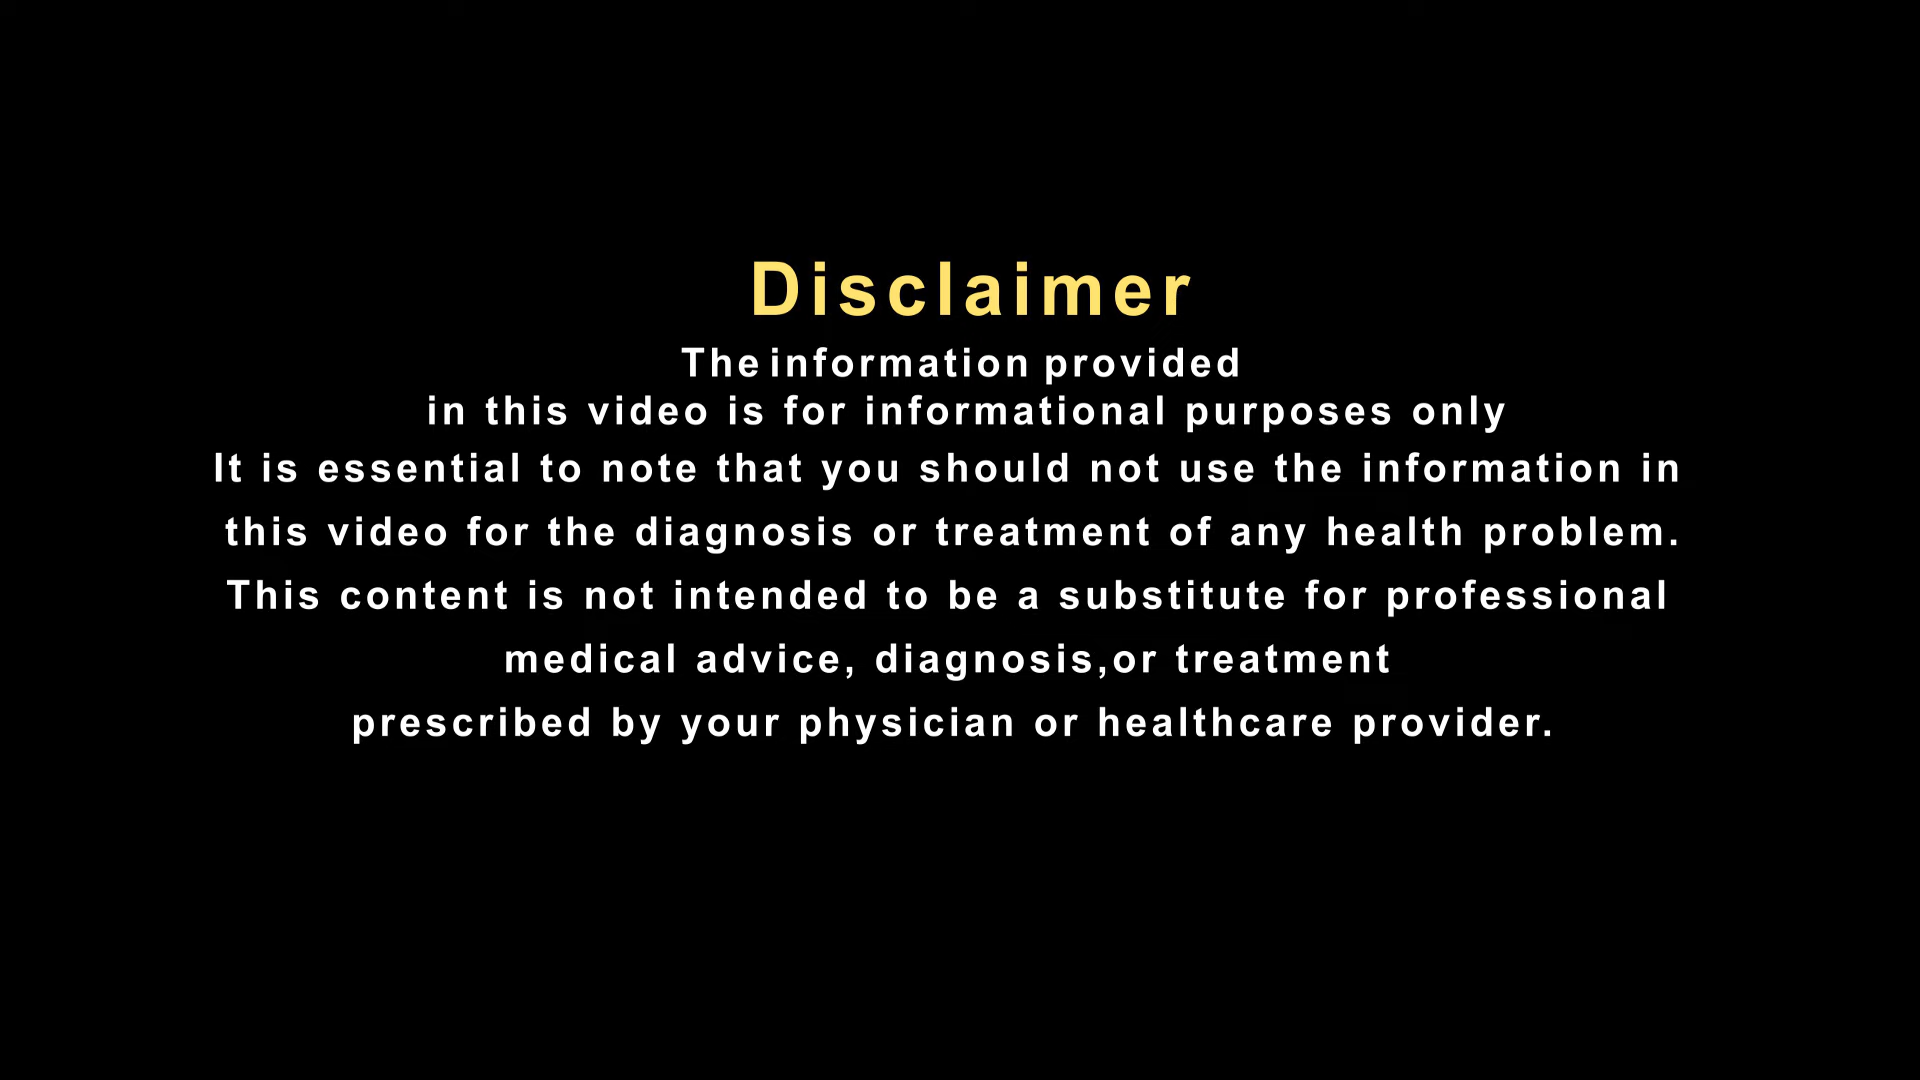 Disclaimer
The information provided
in this video is for informational purposes only
It is essential to note that you should not use the information in
this video for the diagnosis or treatment of any health problem.
This content is not intended to be a substitute for professional
medical advice, diagnosis,or treatment
prescribed by your physician or healthcare provider.